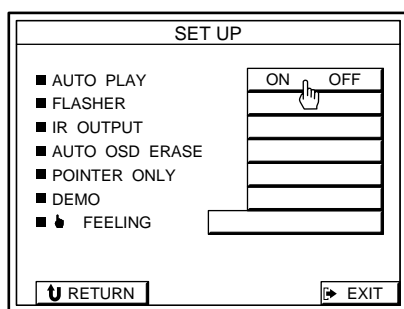 SET UP
AUTO PLAY ON OFF
FLASHER
IR OUTPUT
AUTO OSD ERASE
POINTER ONLY
DEMO
FEELING
RETURN EXIT